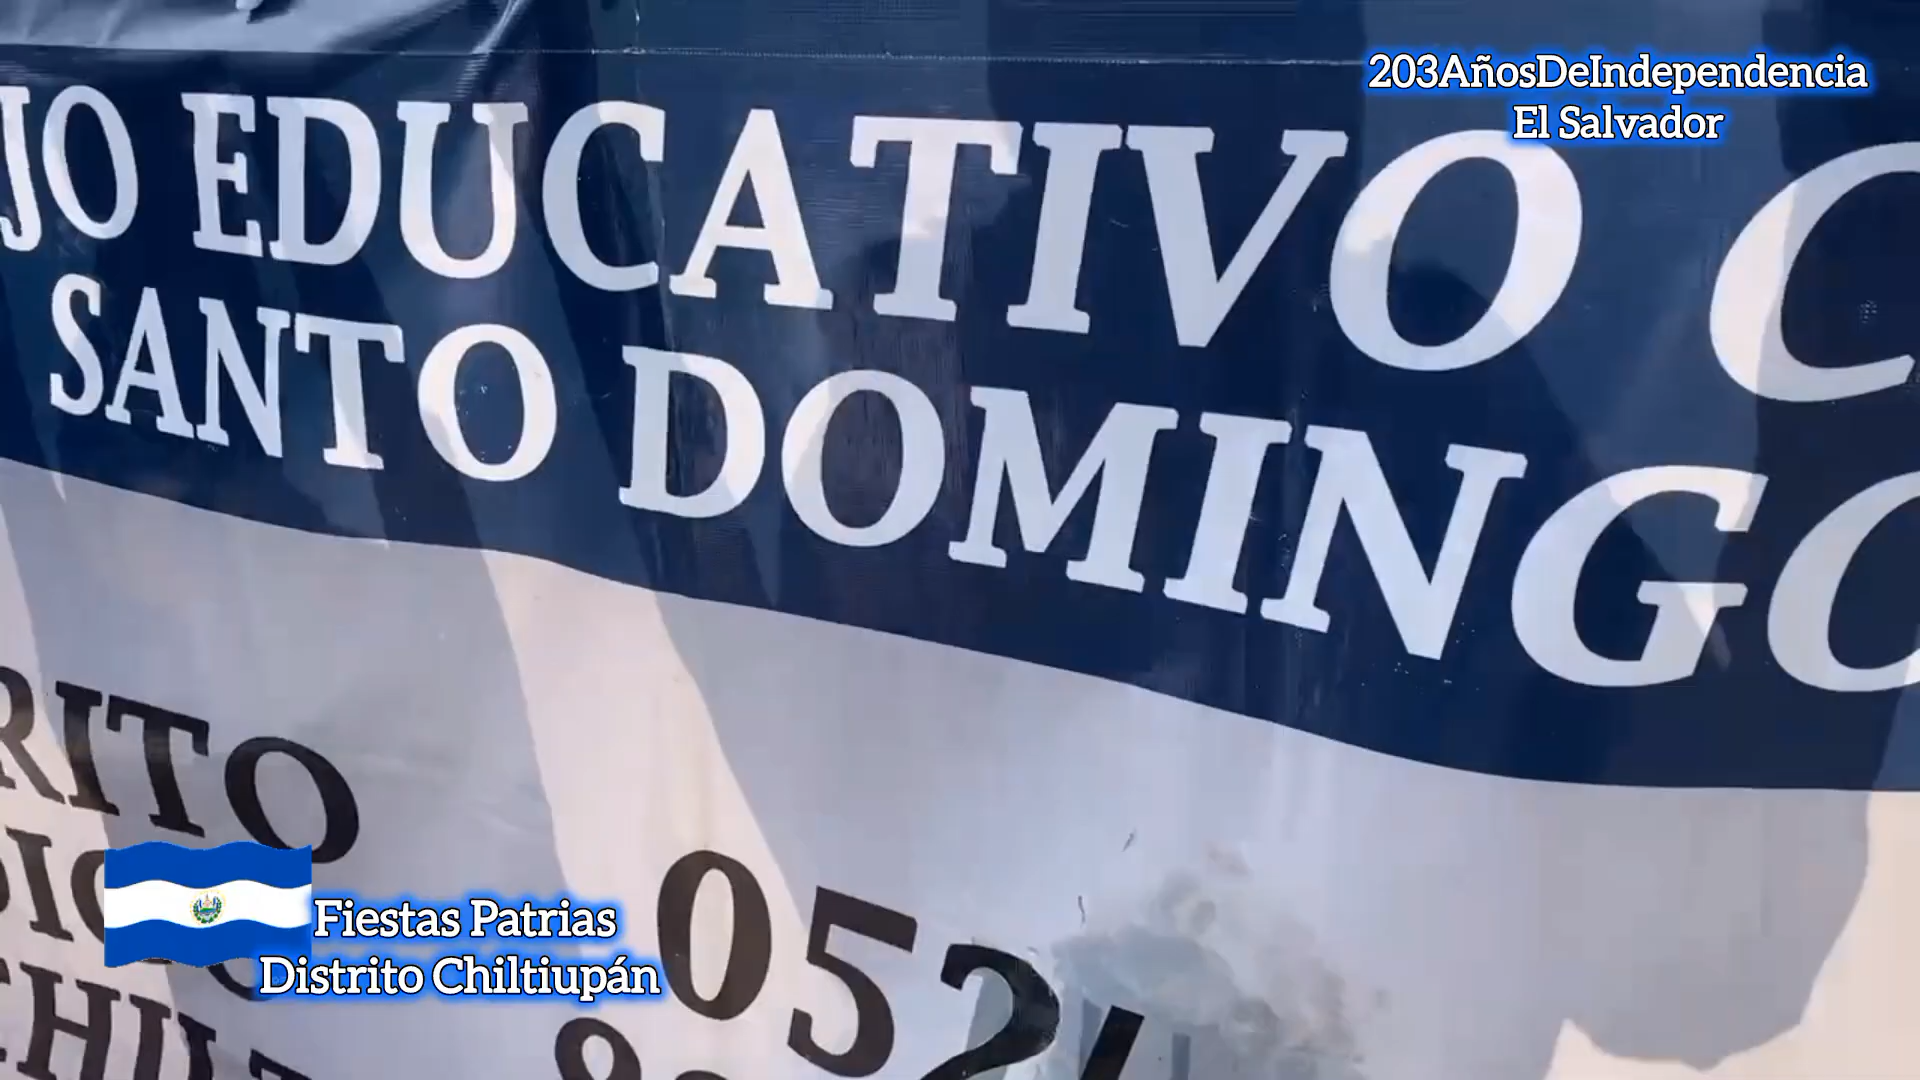 203AñosDeIndependencia
El Salvador
JO EDUCATIVO C
SANTO DOMINGO
RITO
052
Fiestas Patrias
Distrito Chiltiupán